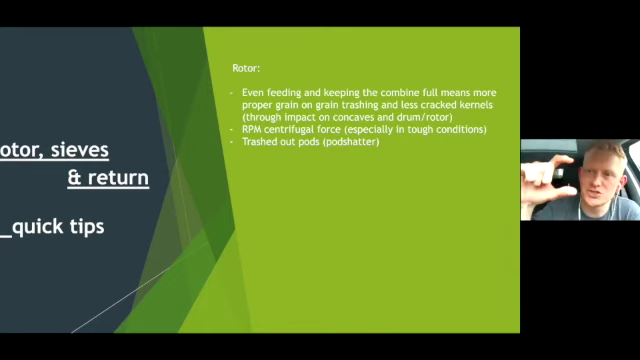 otor, sieves
& return
_quick tips
Rotor:
- Even feeding and keeping the combine full means more
proper grain on grain trashing and less cracked kernels
(through impact on concaves and drum/rotor)
- RPM centrifugal force (especially in tough conditions)
- Trashed out pods (podshatter)